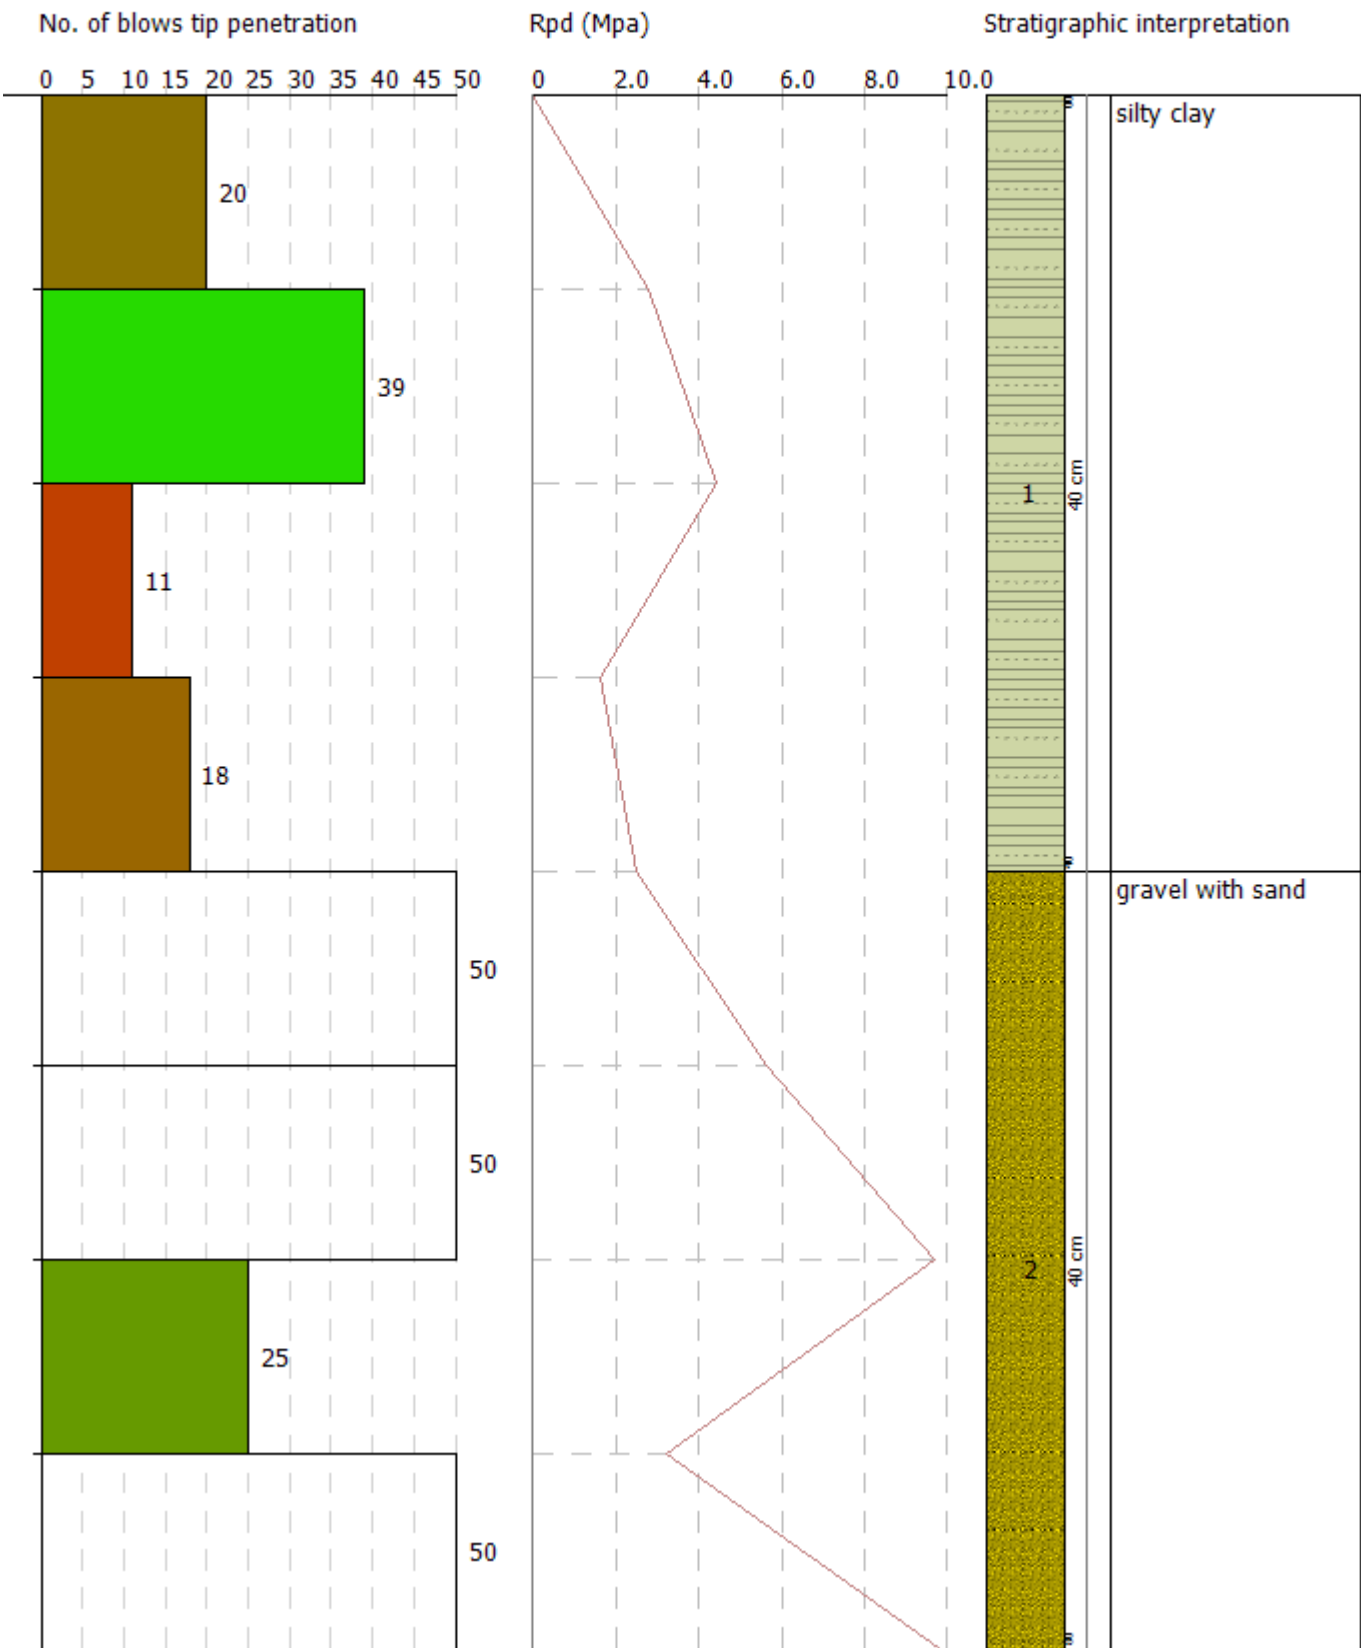 No. of blows tip penetration
Rpd (Mpa)
Stratigraphic interpretation
0 5 10 15 20 25 30 35 40 45 50
0 2.0 4.0 6.0 8.0 10.0
silty clay
20
39
1
40 cm
11
18
gravel with sand
50
50
2
40 cm
25
50